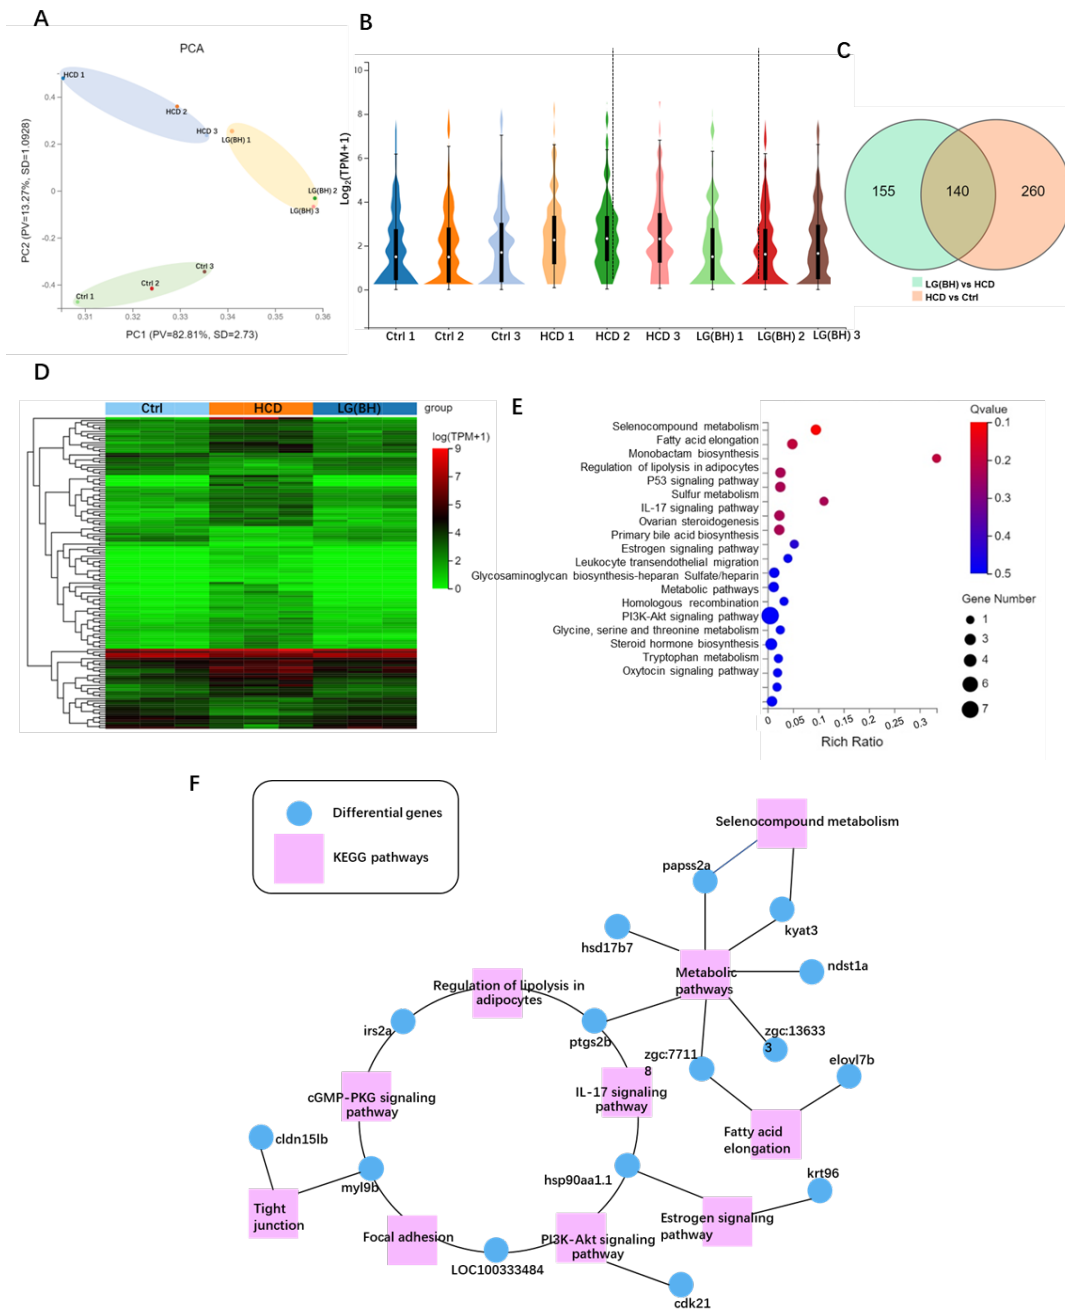 A
PCA
HCD 1
HCD 2
HCD 3
LG(BH) 1
LG(BH) 2
LG(BH) 3
Ctrl 3
Ctrl 2
Ctrl 1
0.4
0.2
0
-0.2
-0.4
PC2 (PV=13.27%, SD=1.0928)
0.31
0.32
0.33
0.34
0.35
0.36
PC1 (PV=82.81%, SD=2.73)
B
10
8
6
4
2
0
Log2(TPM+1)
Ctrl 1
Ctrl 2
Ctrl 3
HCD 1
HCD 2
HCD 3
LG(BH) 1
LG(BH) 2
LG(BH) 3
C
155
140
260
LG(BH) vs HCD
HCD vs Ctrl
D
Ctrl
HCD
LG(BH)
group
log(TPM+1)
9
7
5
4
2
0
E
Selenocompound metabolism
Fatty acid elongation
Monobactam biosynthesis
Regulation of lipolysis in adipocytes
P53 signaling pathway
Sulfur metabolism
IL-17 signaling pathway
Ovarian steroidogenesis
Primary bile acid biosynthesis
Estrogen signaling pathway
Leukocyte transendothelial migration
Glycosaminoglycan biosynthesis-heparan Sulfate/heparin
Metabolic pathways
Homologous recombination
PI3K-Akt signaling pathway
Glycine, serine and threonine metabolism
Steroid hormone biosynthesis
Tryptophan metabolism
Oxytocin signaling pathway
0
0.05
0.1
0.15
0.2
0.25
0.3
Rich Ratio
Qvalue
0.1
0.2
0.3
0.4
0.5
Gene Number
1
3
4
6
7
F
Differential genes
KEGG pathways
Selenocompound metabolism
papss2a
kyat3
hsd17b7
ndst1a
Metabolic
pathways
Regulation of lipolysis in
adipocytes
irs2a
ptgs2b
zgc:13633
3
zgc:7711
8
elovl7b
cGMP-PKG signaling
pathway
IL-17 signaling
pathway
Fatty acid
elongation
cldn15lb
myl9b
hsp90aa1.1
krt96
Tight
junction
Focal adhesion
PI3K-Akt signaling
pathway
Estrogen signaling
pathway
LOC100333484
cdk21